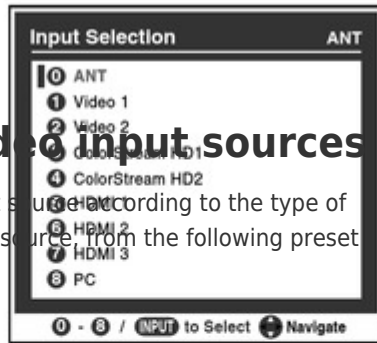 Input Selection ANT
0 ANT
1 Video 1
2 Video 2
deo input sources
3 ColorStream HD1
4 ColorStream HD2
source according to the type of
5 HDMI 1
6 HDMI 2
source, from the following preset
7 HDMI 3
8 PC
0 - 8 / INPUT to Select Navigate